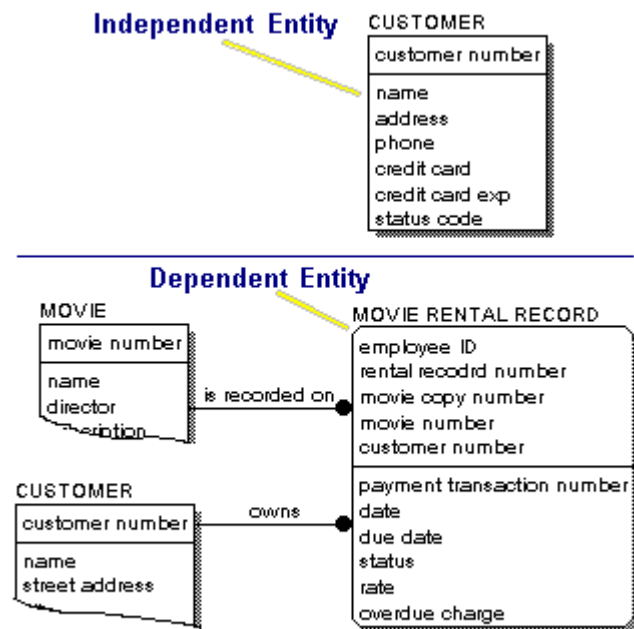 Independent Entity
CUSTOMER
customer number
name
address
phone
credit card
credit card exp
status code
Dependent Entity
MOVIE
movie number
name
director
is recorded on
MOVIE RENTAL RECORD
employee ID
rental recodrd number
movie copy number
movie number
customer number
payment transaction number
date
due date
status
rate
overdue charge
CUSTOMER
customer number
name
street address
owns